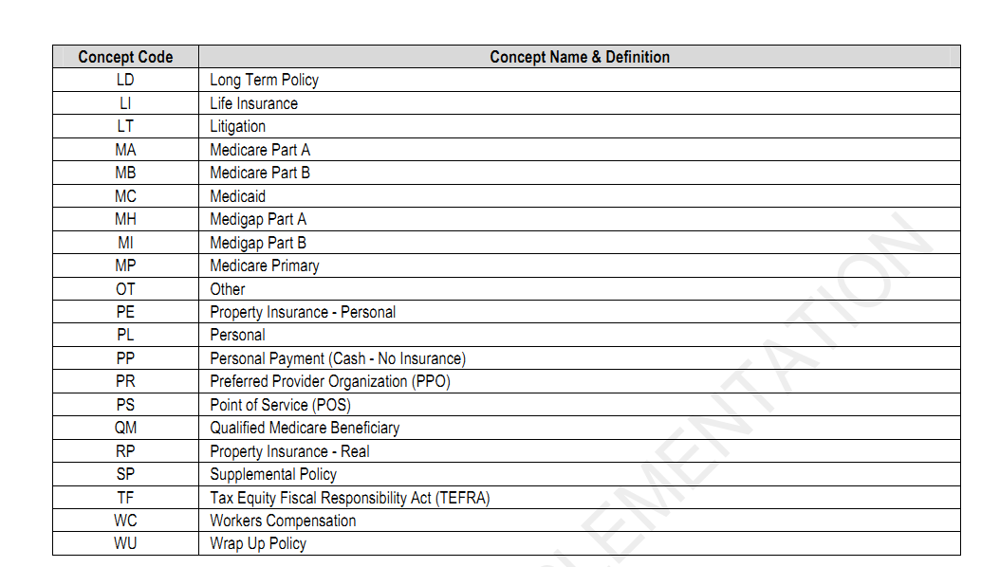 Concept Code Concept Name & Definition
LD Long Term Policy
LI Life Insurance
LT Litigation
MA Medicare Part A
MB Medicare Part B
MC Medicaid
MH Medigap Part A
MI Medigap Part B
MP Medicare Primary
OT Other
PE Property Insurance - Personal
PL Personal
PP Personal Payment (Cash - No Insurance)
PR Preferred Provider Organization (PPO)
PS Point of Service (POS)
QM Qualified Medicare Beneficiary
RP Property Insurance - Real
SP Supplemental Policy
TF Tax Equity Fiscal Responsibility Act (TEFRA)
WC Workers Compensation
WU Wrap Up Policy